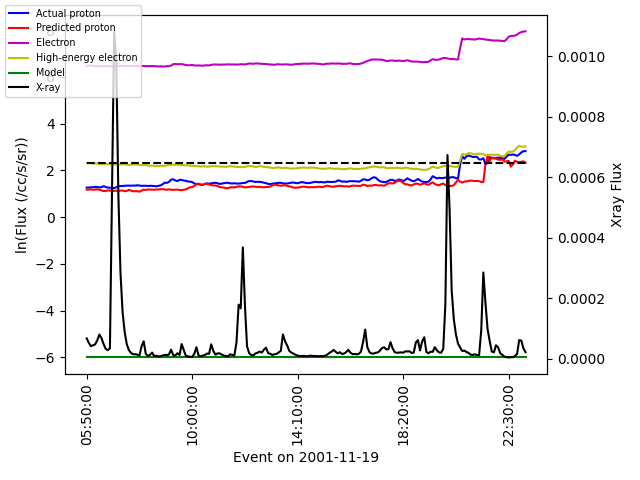 Actual proton
Predicted proton
Electron
High-energy electron
Model
X-ray
4
2
0
−2
−4
−6
ln(Flux (/cc/s/sr))
0.0010
0.0008
0.0006
0.0004
0.0002
0.0000
Xray Flux
05:50:00
10:00:00
14:10:00
18:20:00
22:30:00
Event on 2001-11-19